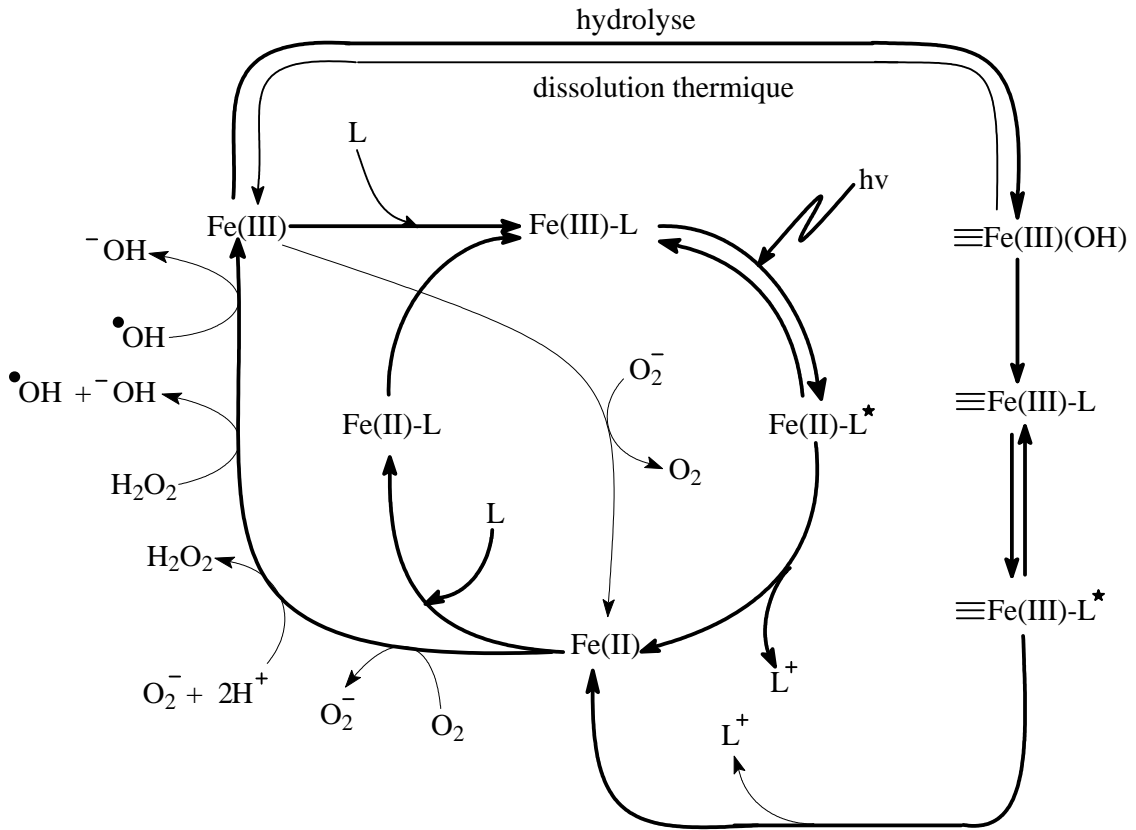 hydrolyse
dissolution thermique
L
hν
Fe(III)
Fe(III)-L
≡Fe(III)(OH)
⁻OH
•OH
O₂⁻
•OH + ⁻OH
Fe(II)-L
Fe(II)-L★
≡Fe(III)-L
O₂
H₂O₂
L
H₂O₂
≡Fe(III)-L★
Fe(II)
O₂⁻ + 2H⁺
L⁺
O₂⁻
O₂
L⁺